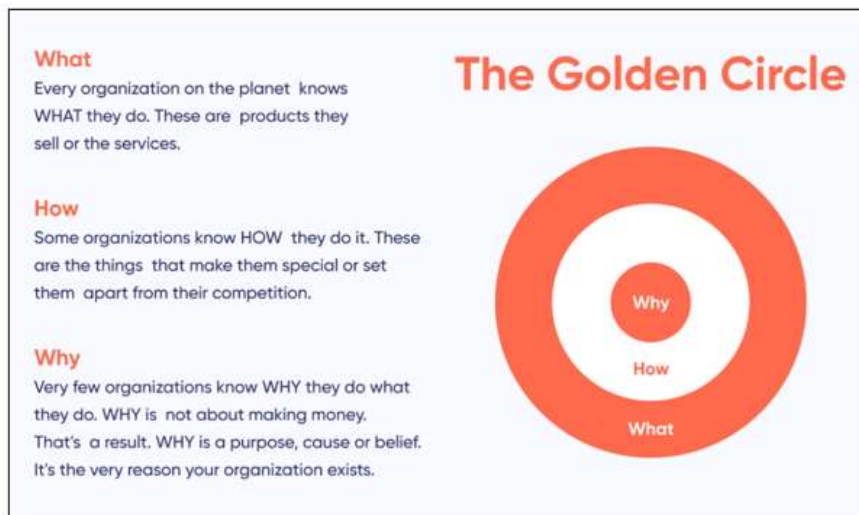 The Golden Circle
What
Every organization on the planet knows
WHAT they do. These are products they
sell or the services.
How
Some organizations know HOW they do it. These
are the things that make them special or set
them apart from their competition.
Why
Very few organizations know WHY they do what
they do. WHY is not about making money.
That's a result. WHY is a purpose, cause or belief.
It's the very reason your organization exists.
Why
How
What